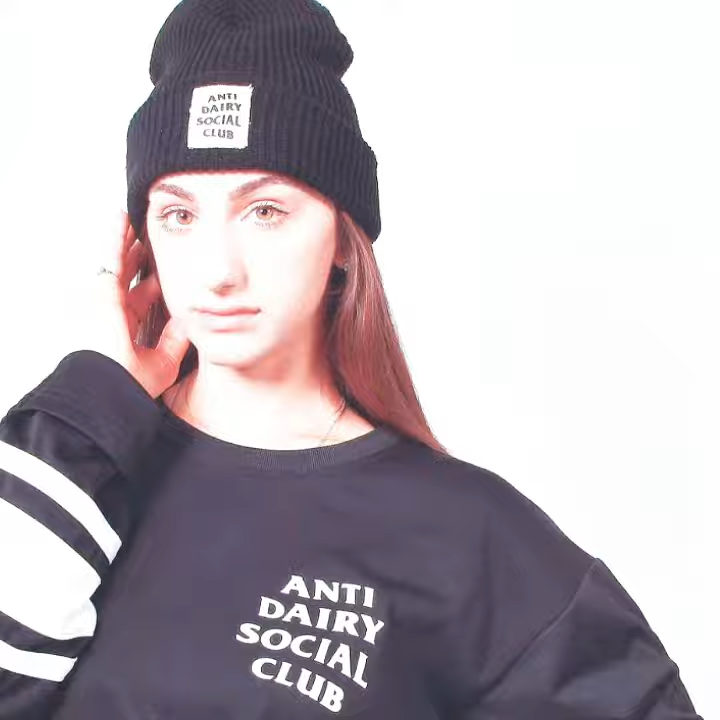 ANTI
DAIRY
SOCIAL
CLUB
ANTI
DAIRY
SOCIAL
CLUB